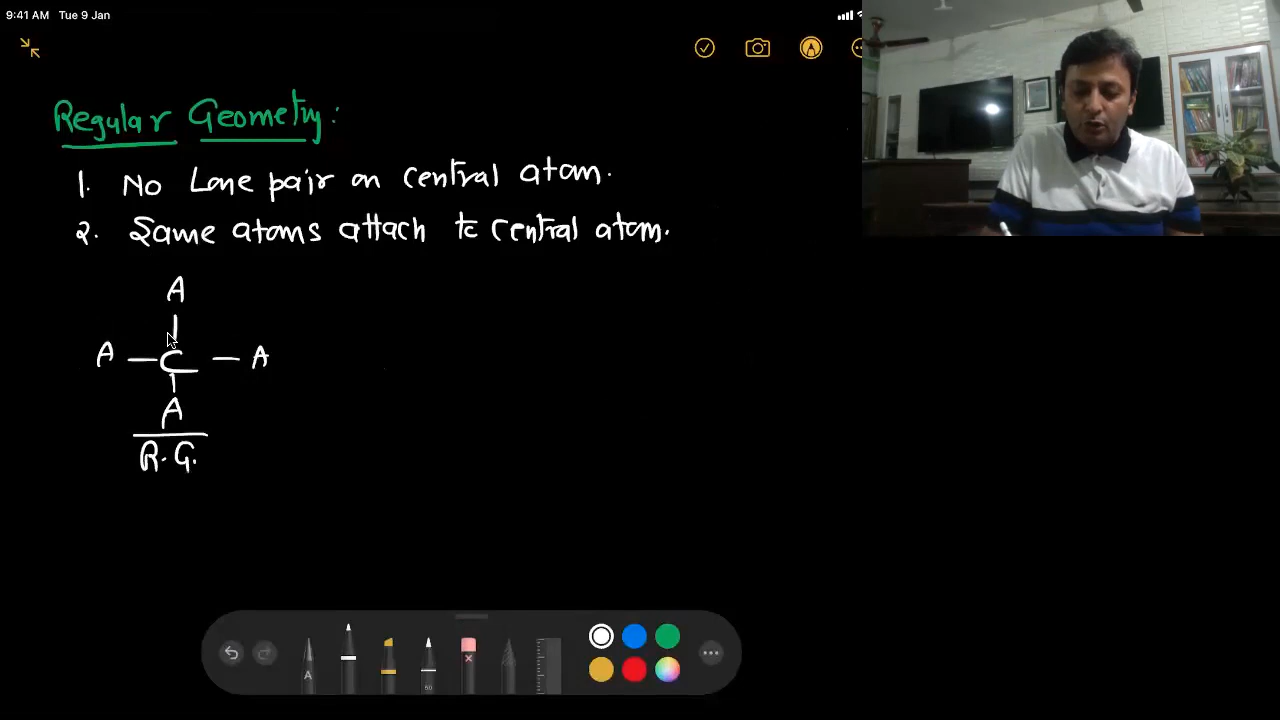 9:41 AM Tue 9 Jan
Regular Geometry:
1. No Lone pair on central atom.
2. Same atoms attach to central atom.
A
A — C — A
A
R.G.
A
50